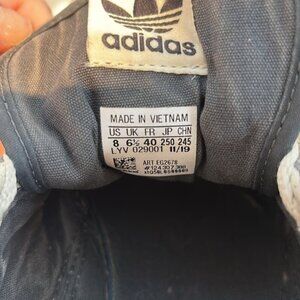 adidas
MADE IN VIETNAM
US UK FR JP CHN
8 6½ 40 250 245
LYV 029001 11/19
ART EG2678